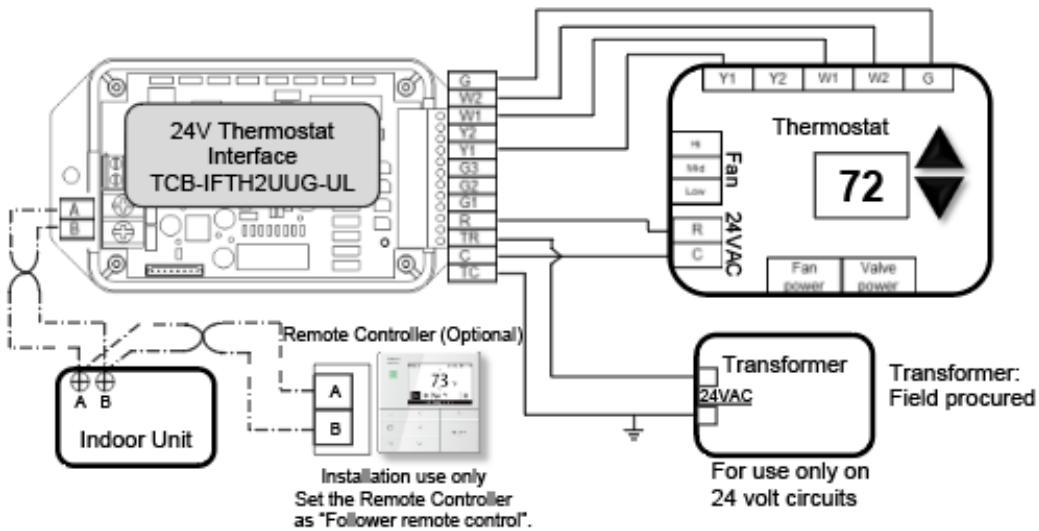 24V Thermostat
Interface
TCB-IFTH2UUG-UL
A
B
G
W2
W1
Y2
Y1
G3
G2
G1
R
TR
C
TC
Y1 Y2 W1 W2 G
Thermostat
Hi
Mid
Low
Fan
72
R
C
24VAC
Fan
power
Valve
power
Remote Controller (Optional)
A
B
73
A B
Indoor Unit
Installation use only
Set the Remote Controller
as "Follower remote control".
Transformer
24VAC
Transformer:
Field procured
For use only on
24 volt circuits